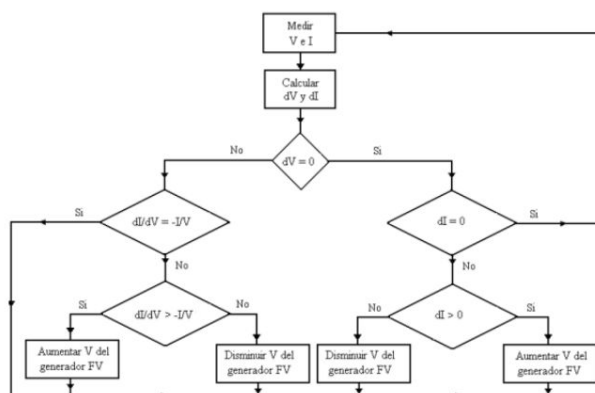 Medir
V e I
Calcular
dV y dI
dV = 0
No
Si
dI/dV = -I/V
Si
dI = 0
Si
No
No
dI/dV > -I/V
Si
No
dI > 0
No
Si
Aumentar V del
generador FV
Disminuir V del
generador FV
Disminuir V del
generador FV
Aumentar V del
generador FV